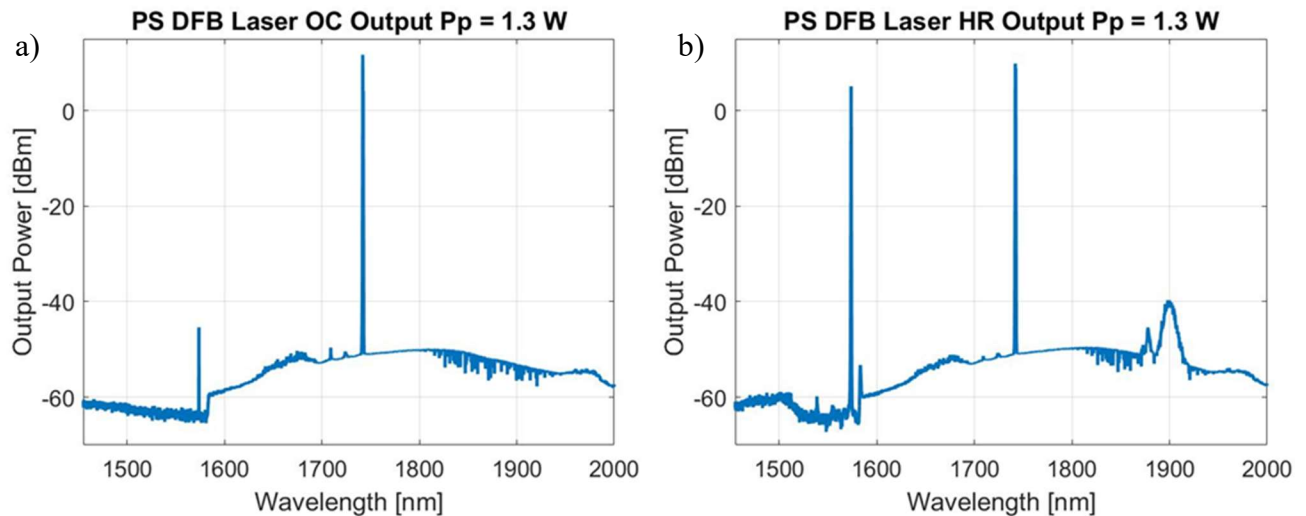 a)
PS DFB Laser OC Output Pp = 1.3 W
Output Power [dBm]
0
-20
-40
-60
1500 1600 1700 1800 1900 2000
Wavelength [nm]
b)
PS DFB Laser HR Output Pp = 1.3 W
Output Power [dBm]
0
-20
-40
-60
1500 1600 1700 1800 1900 2000
Wavelength [nm]